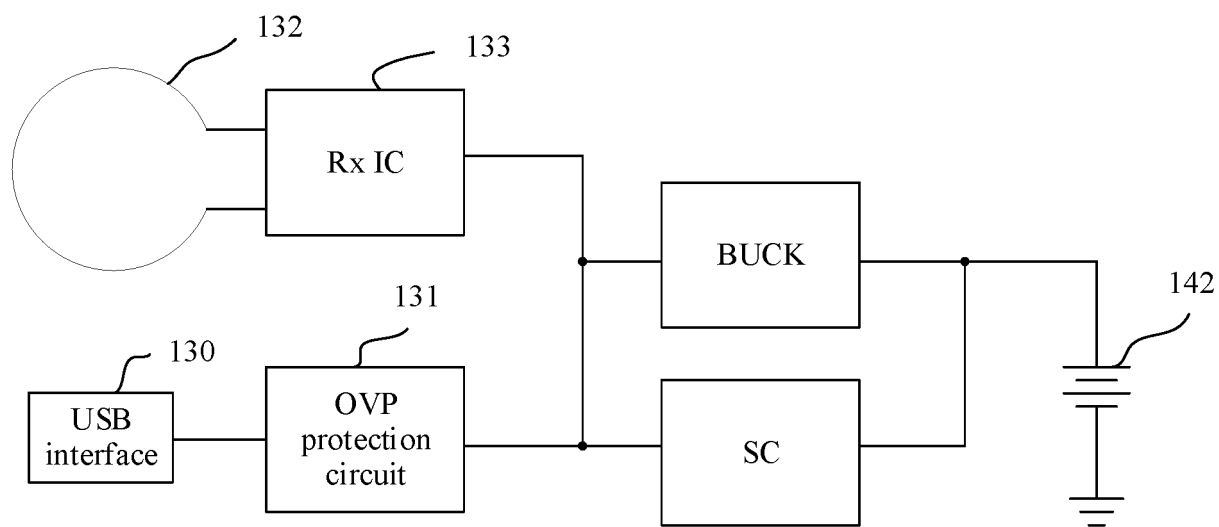 132
133
Rx IC
BUCK
142
131
130
USB
interface
OVP
protection
circuit
SC